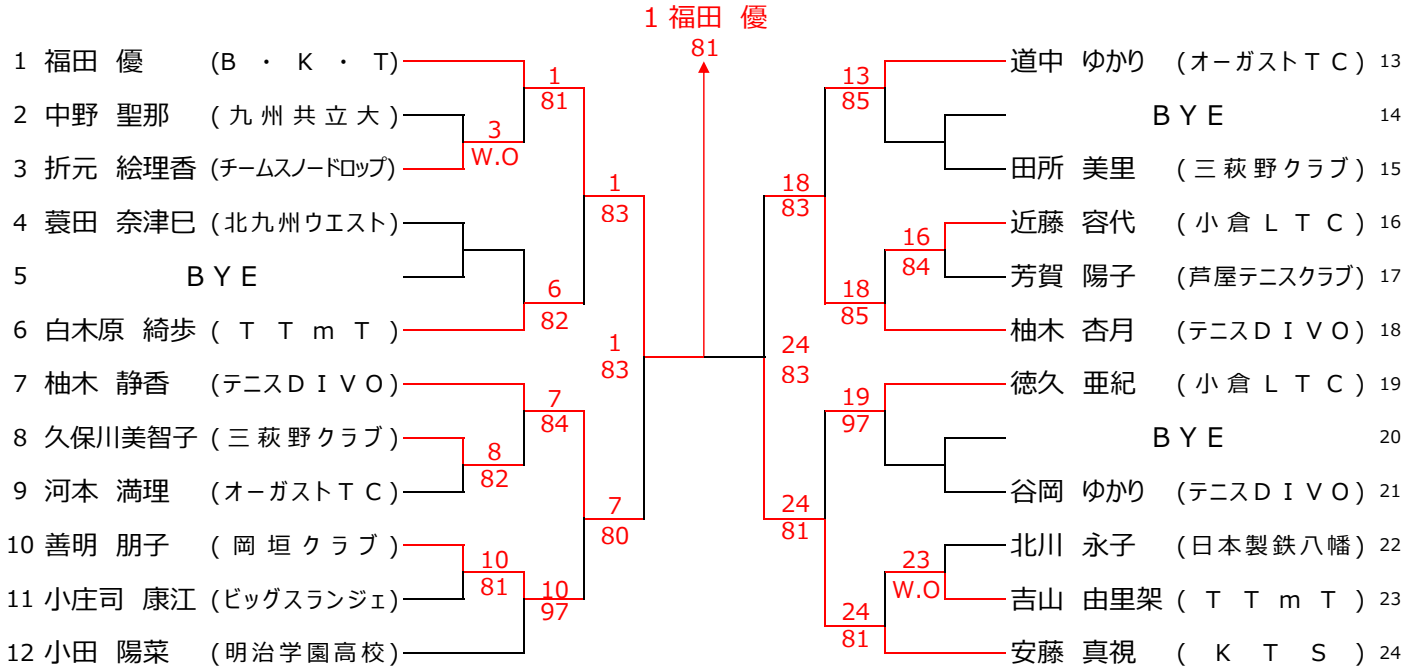 1 福田 優
81
1 福田 優 (B ・ K ・ T)
2 中野 聖那 (九州共立大)
3 折元 絵理香 (チームスノードロップ)
4 蓑田 奈津巳 (北九州ウエスト)
5 BYE
6 白木原 綺歩 (TTmT)
7 柚木 静香 (テニスDIVO)
8 久保川美智子 (三萩野クラブ)
9 河本 満理 (オーガストTC)
10 善明 朋子 (岡垣クラブ)
11 小庄司 康江 (ビッグスランジェ)
12 小田 陽菜 (明治学園高校)
3
W.O
8
82
10
81
1
81
6
82
7
84
10
97
1
83
7
80
1
83
24
83
18
83
24
81
13
85
18
85
19
97
24
81
16
84
23
W.O
道中 ゆかり (オーガストTC) 13
BYE 14
田所 美里 (三萩野クラブ) 15
近藤 容代 (小倉LTC) 16
芳賀 陽子 (芦屋テニスクラブ) 17
柚木 杏月 (テニスDIVO) 18
徳久 亜紀 (小倉LTC) 19
BYE 20
谷岡 ゆかり (テニスDIVO) 21
北川 永子 (日本製鉄八幡) 22
吉山 由里架 (TTmT) 23
安藤 真視 (KTS) 24